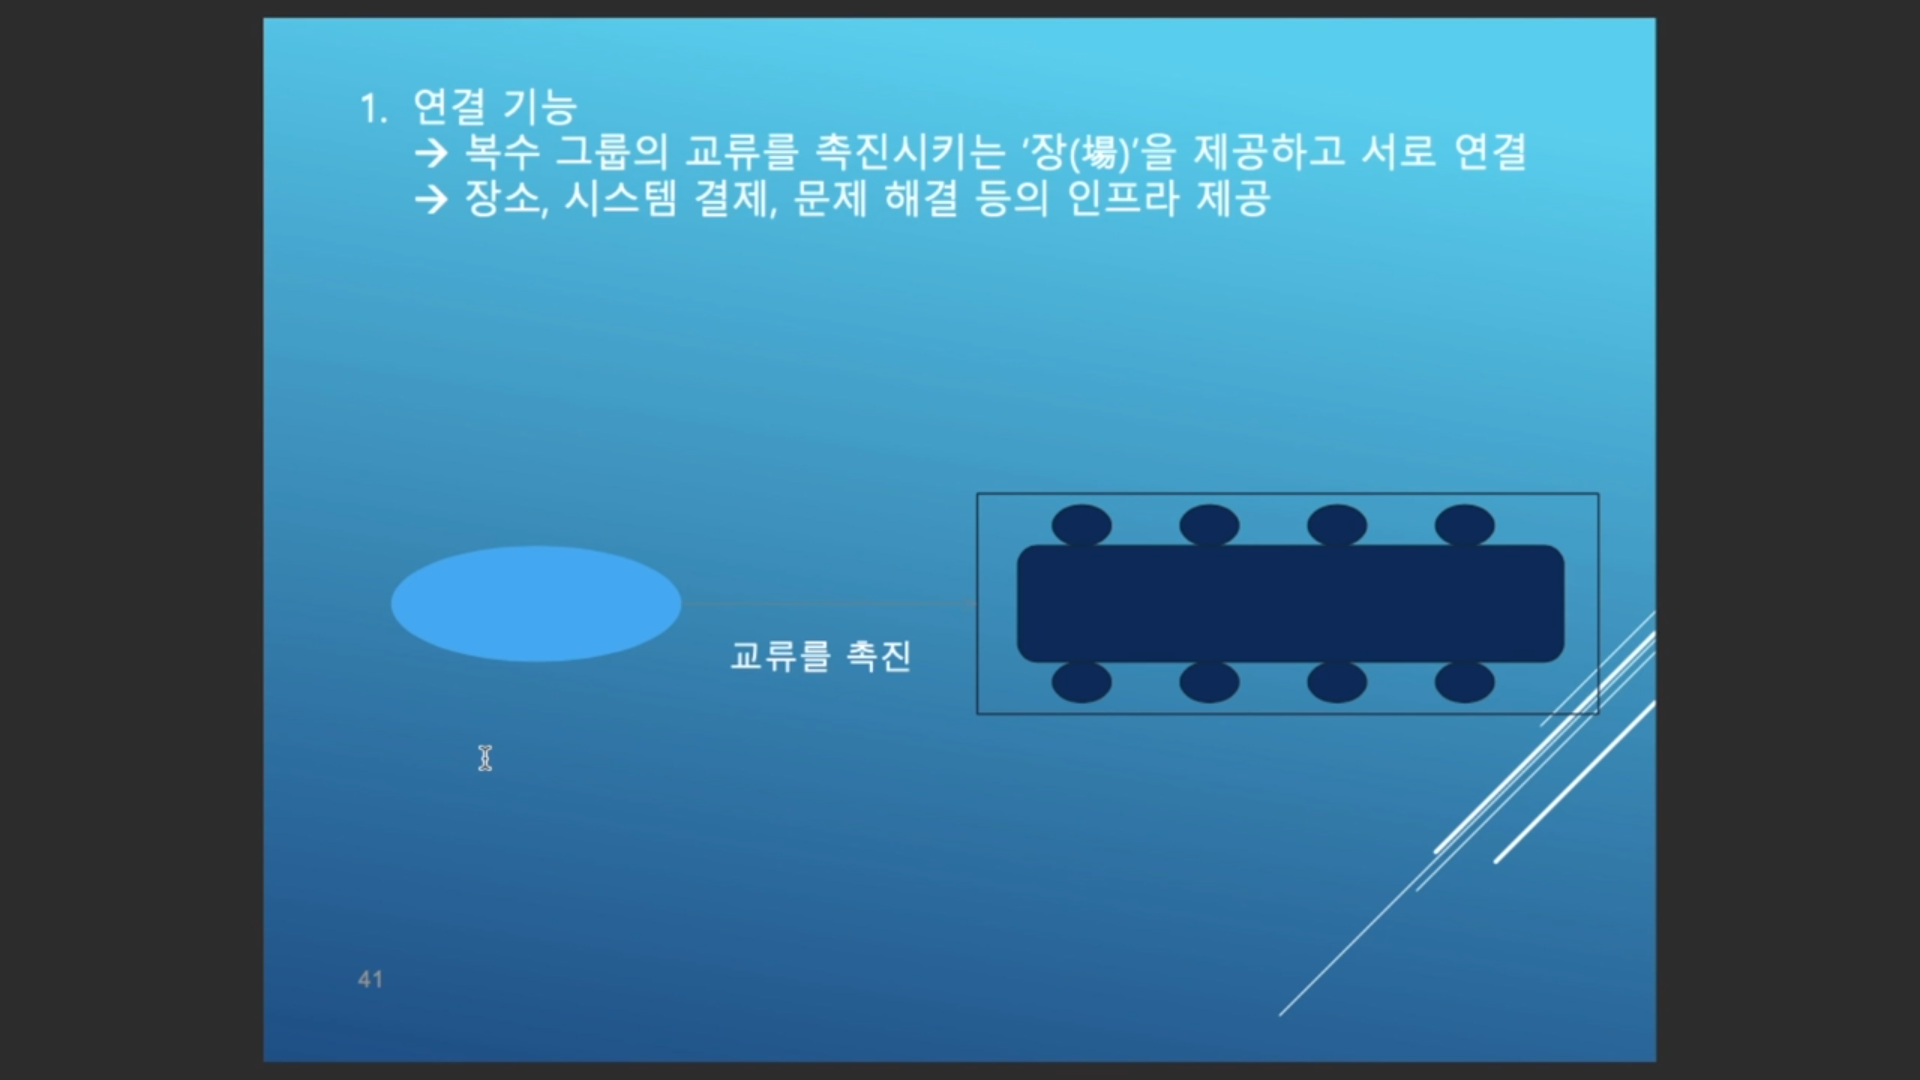 1. 연결 기능
→ 복수 그룹의 교류를 촉진시키는 ‘장(場)’을 제공하고 서로 연결
→ 장소, 시스템 결제, 문제 해결 등의 인프라 제공
교류를 촉진
41